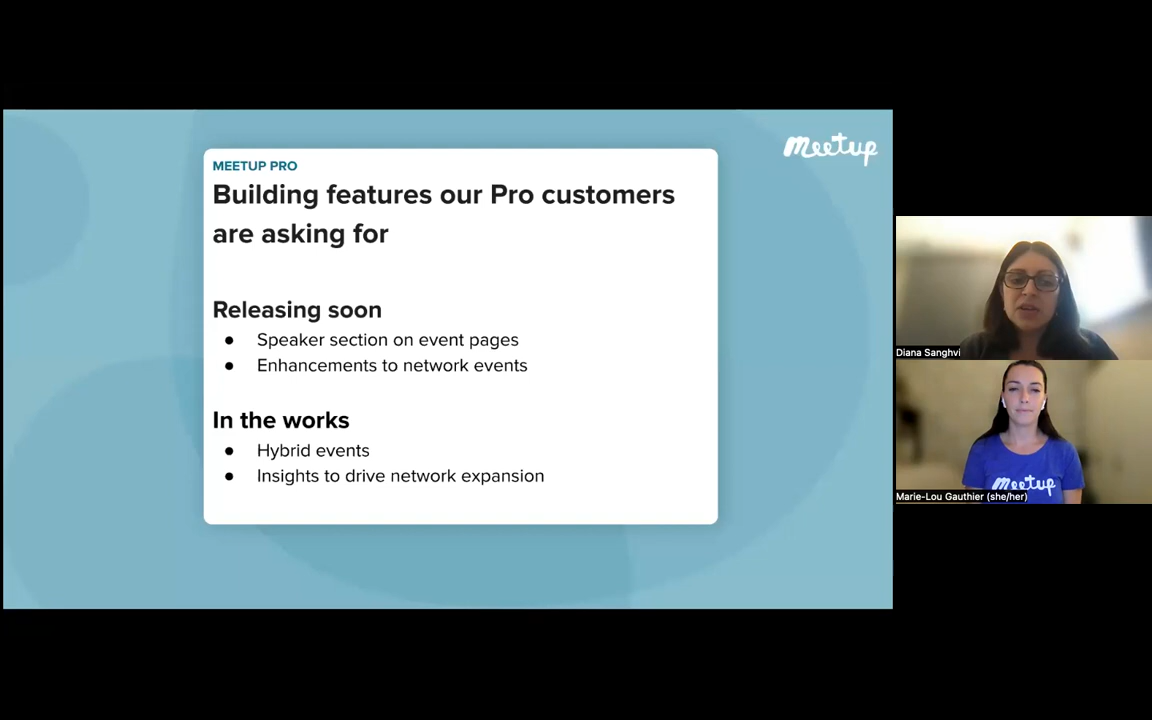 meetup
MEETUP PRO
Building features our Pro customers
are asking for
Releasing soon
● Speaker section on event pages
● Enhancements to network events
In the works
● Hybrid events
● Insights to drive network expansion
Diana Sanghvi
meetup
Marie-Lou Gauthier (she/her)